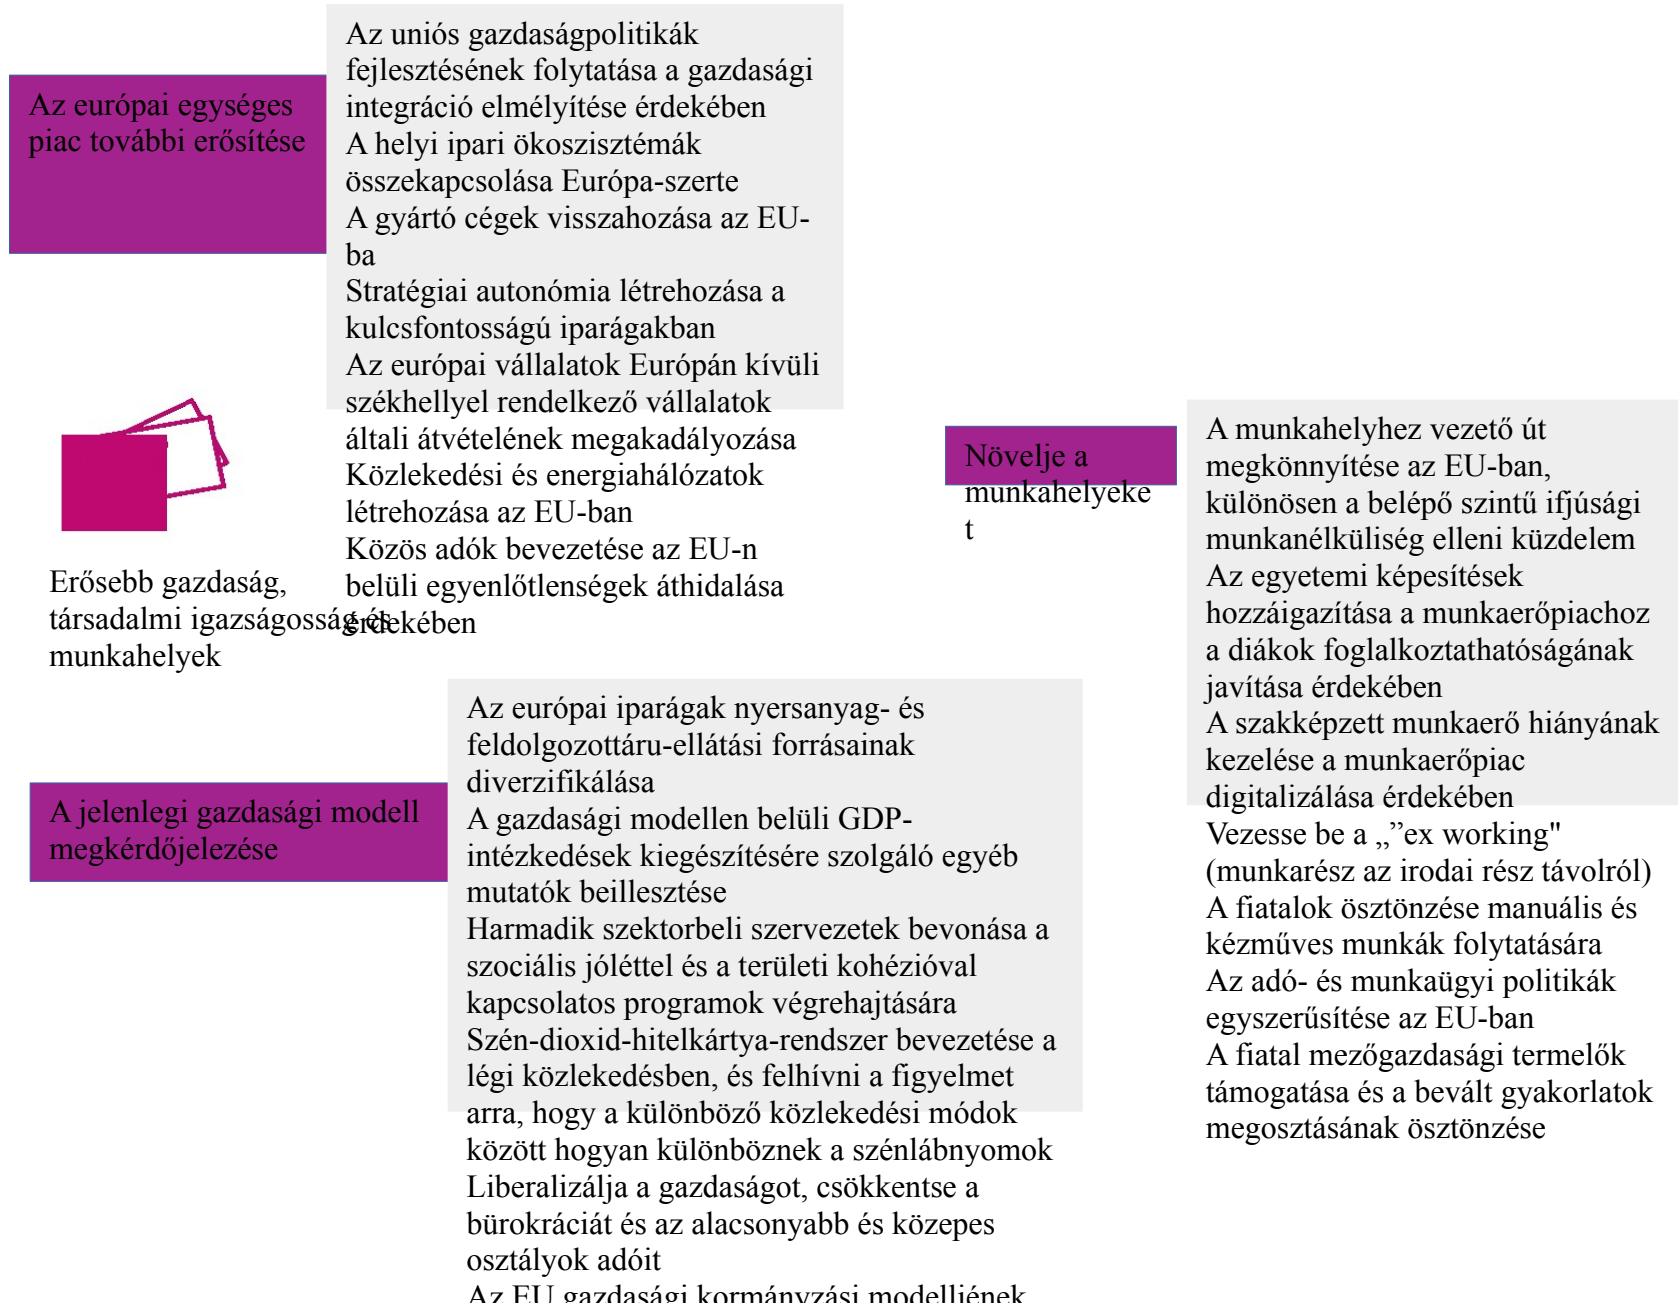 Az európai egységes
piac további erősítése
Az uniós gazdaságpolitikák
fejlesztésének folytatása a gazdasági
integráció elmélyítése érdekében
A helyi ipari ökoszisztémák
összekapcsolása Európa-szerte
A gyártó cégek visszahozása az EU-
ba
Stratégiai autonómia létrehozása a
kulcsfontosságú iparágakban
Az európai vállalatok Európán kívüli
székhellyel rendelkező vállalatok
általi átvételének megakadályozása
Közlekedési és energiahálózatok
létrehozása az EU-ban
Közös adók bevezetése az EU-n
belüli egyenlőtlenségek áthidalása
érdekében
Erősebb gazdaság,
társadalmi igazságosság és
munkahelyek
Növelje a
munkahelyeke
t
A munkahelyhez vezető út
megkönnyítése az EU-ban,
különösen a belépő szintű ifjúsági
munkanélküliség elleni küzdelem
Az egyetemi képesítések
hozzáigazítása a munkaerőpiachoz
a diákok foglalkoztathatóságának
javítása érdekében
A szakképzett munkaerő hiányának
kezelése a munkaerőpiac
digitalizálása érdekében
Vezesse be a „”ex working"
(munkarész az irodai rész távolról)
A fiatalok ösztönzése manuális és
kézműves munkák folytatására
Az adó- és munkaügyi politikák
egyszerűsítése az EU-ban
A fiatal mezőgazdasági termelők
támogatása és a bevált gyakorlatok
megosztásának ösztönzése
A jelenlegi gazdasági modell
megkérdőjelezése
Az európai iparágak nyersanyag- és
feldolgozottáru-ellátási forrásainak
diverzifikálása
A gazdasági modellen belüli GDP-
intézkedések kiegészítésére szolgáló egyéb
mutatók beillesztése
Harmadik szektorbeli szervezetek bevonása a
szociális jóléttel és a területi kohézióval
kapcsolatos programok végrehajtására
Szén-dioxid-hitelkártya-rendszer bevezetése a
légi közlekedésben, és felhívni a figyelmet
arra, hogy a különböző közlekedési módok
között hogyan különböznek a szénlábnyomok
Liberalizálja a gazdaságot, csökkentse a
bürokráciát és az alacsonyabb és közepes
osztályok adóit
Az EU gazdasági kormányzási modelljének